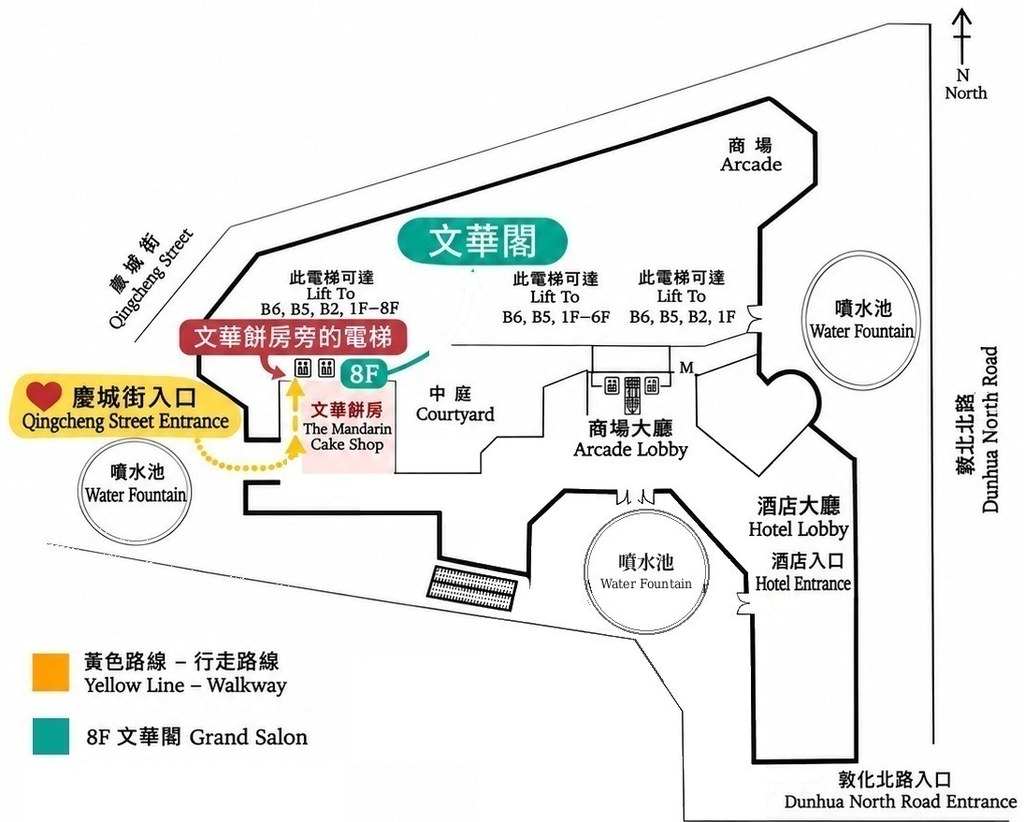 N
North
商場
Arcade
慶城街
Qingcheng Street
文華閣
此電梯可達
Lift To
B6, B5, B2, 1F–8F
此電梯可達
Lift To
B6, B5, 1F–6F
此電梯可達
Lift To
B6, B5, B2, 1F
噴水池
Water Fountain
文華餅房旁的電梯
8F
M
慶城街入口
Qingcheng Street Entrance
文華餅房
The Mandarin
Cake Shop
中庭
Courtyard
商場大廳
Arcade Lobby
敦北北路
Dunhua North Road
噴水池
Water Fountain
酒店大廳
Hotel Lobby
酒店入口
Hotel Entrance
噴水池
Water Fountain
黃色路線 – 行走路線
Yellow Line – Walkway
8F 文華閣 Grand Salon
敦化北路入口
Dunhua North Road Entrance